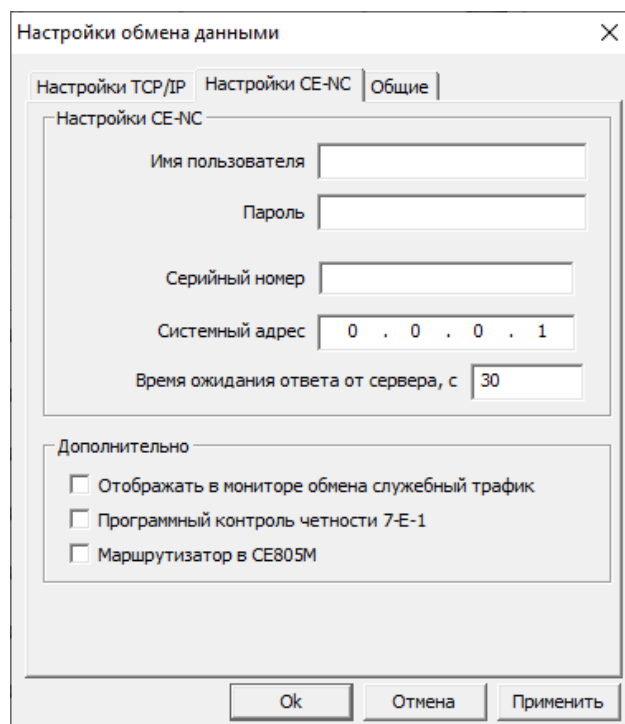 Настройки обмена данными
Настройки TCP/IP Настройки CE-NC Общие
Настройки CE-NC
Имя пользователя
Пароль
Серийный номер
Системный адрес 0 . 0 . 0 . 1
Время ожидания ответа от сервера, с 30
Дополнительно
Отображать в мониторе обмена служебный трафик
Программный контроль четности 7-E-1
Маршрутизатор в CE805M
Ok Отмена Применить